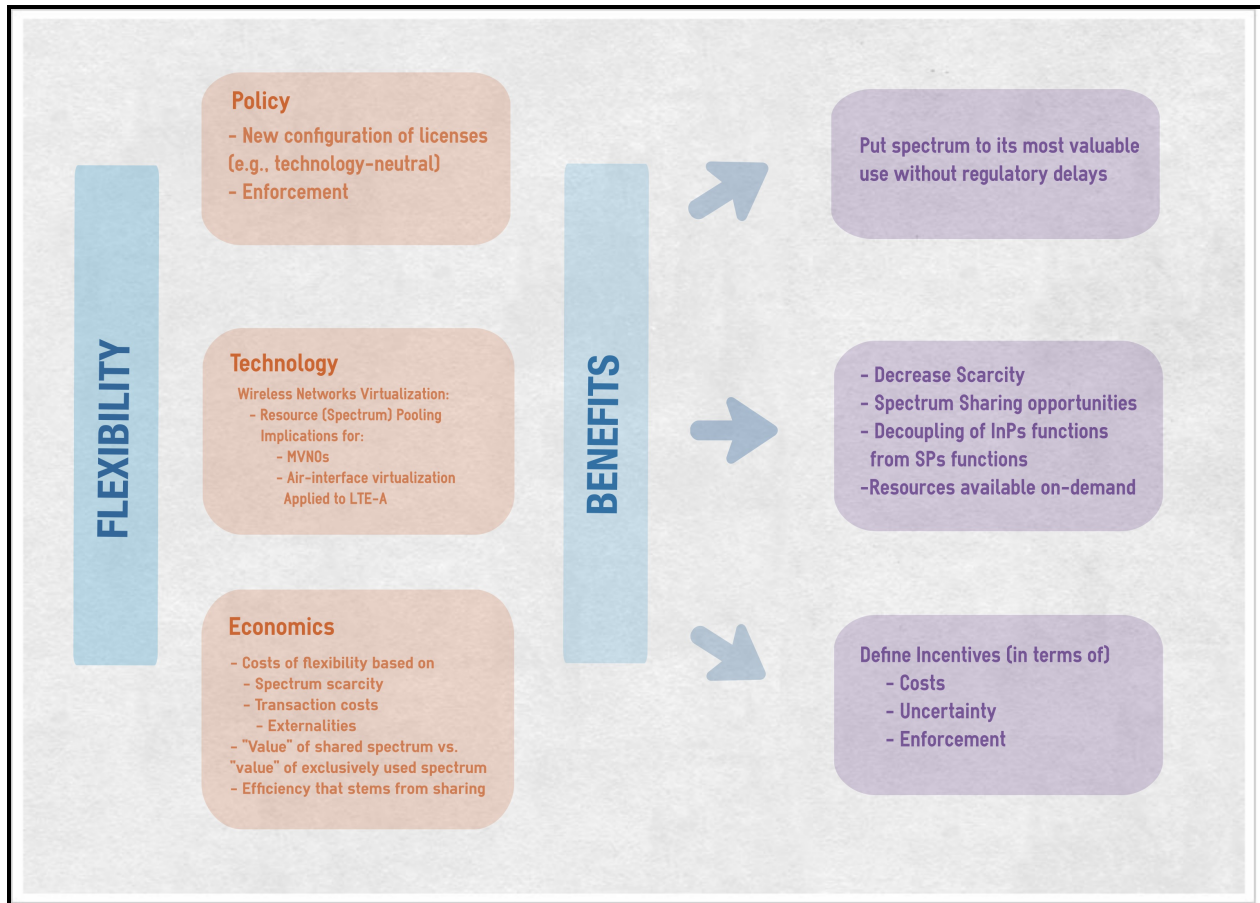 FLEXIBILITY
Policy
- New configuration of licenses
(e.g., technology-neutral)
- Enforcement
Technology
Wireless Networks Virtualization:
- Resource (Spectrum) Pooling
Implications for:
- MVNOs
- Air-interface virtualization
Applied to LTE-A
Economics
- Costs of flexibility based on
- Spectrum scarcity
- Transaction costs
- Externalities
- "Value" of shared spectrum vs.
"value" of exclusively used spectrum
- Efficiency that stems from sharing
BENEFITS
Put spectrum to its most valuable
use without regulatory delays
- Decrease Scarcity
- Spectrum Sharing opportunities
- Decoupling of InPs functions
from SPs functions
-Resources available on-demand
Define Incentives (in terms of)
- Costs
- Uncertainty
- Enforcement